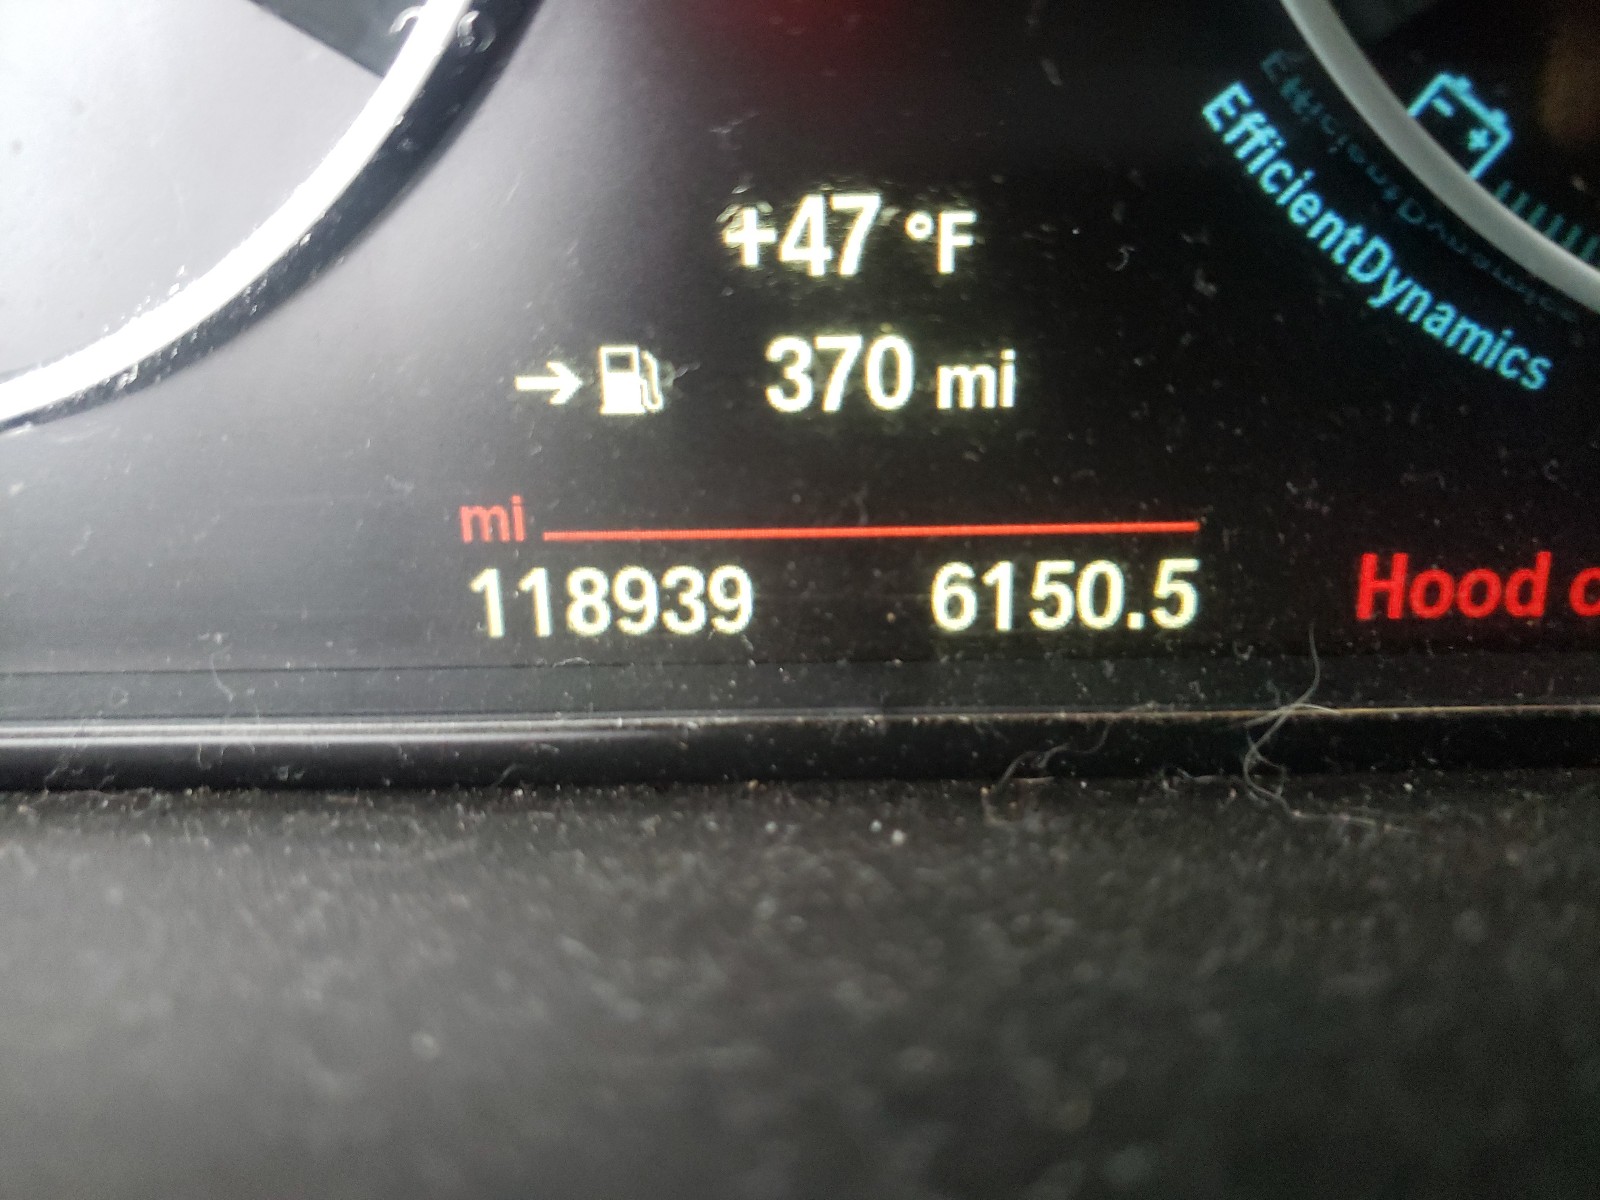 EfficientDynamics
+47 °F
370 mi
mi
118939 6150.5
Hood